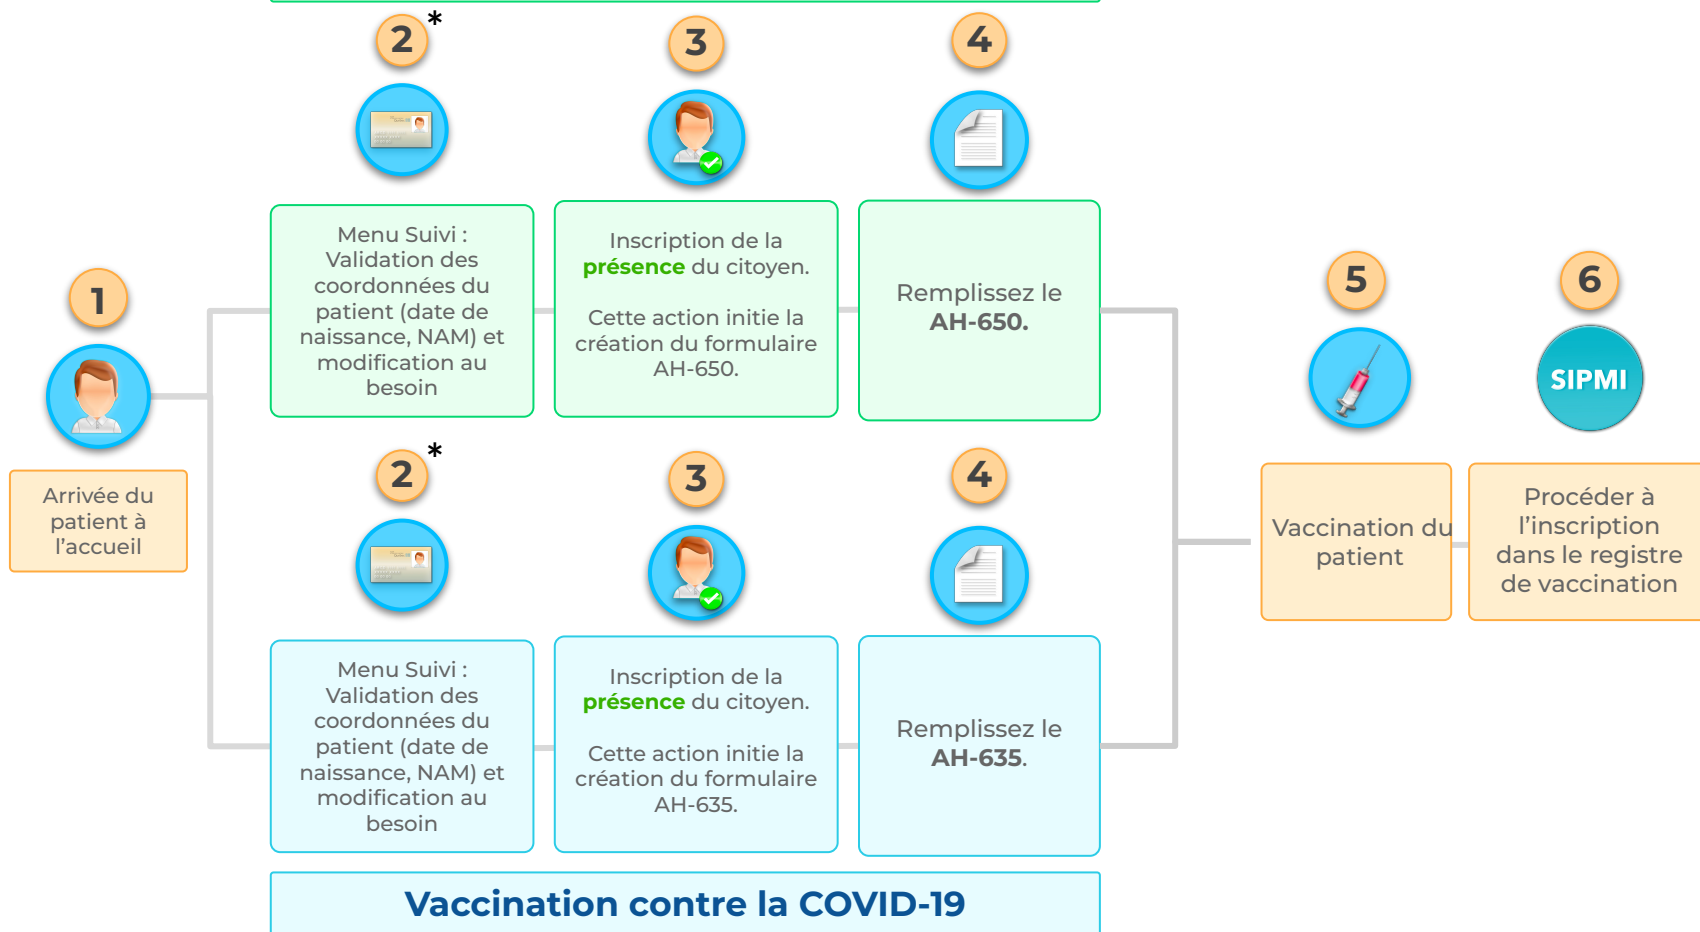 2*
3
4
Menu Suivi :
Validation des
coordonnées du
patient (date de
naissance, NAM) et
modification au
besoin
Inscription de la
présence du citoyen.
Cette action initie la
création du formulaire
AH-650.
Remplissez le
AH-650.
1
Arrivée du
patient à
l’accueil
5
Vaccination du
patient
6
SIPMI
Procéder à
l’inscription
dans le registre
de vaccination
2*
3
4
Menu Suivi :
Validation des
coordonnées du
patient (date de
naissance, NAM) et
modification au
besoin
Inscription de la
présence du citoyen.
Cette action initie la
création du formulaire
AH-635.
Remplissez le
AH-635.
Vaccination contre la COVID-19